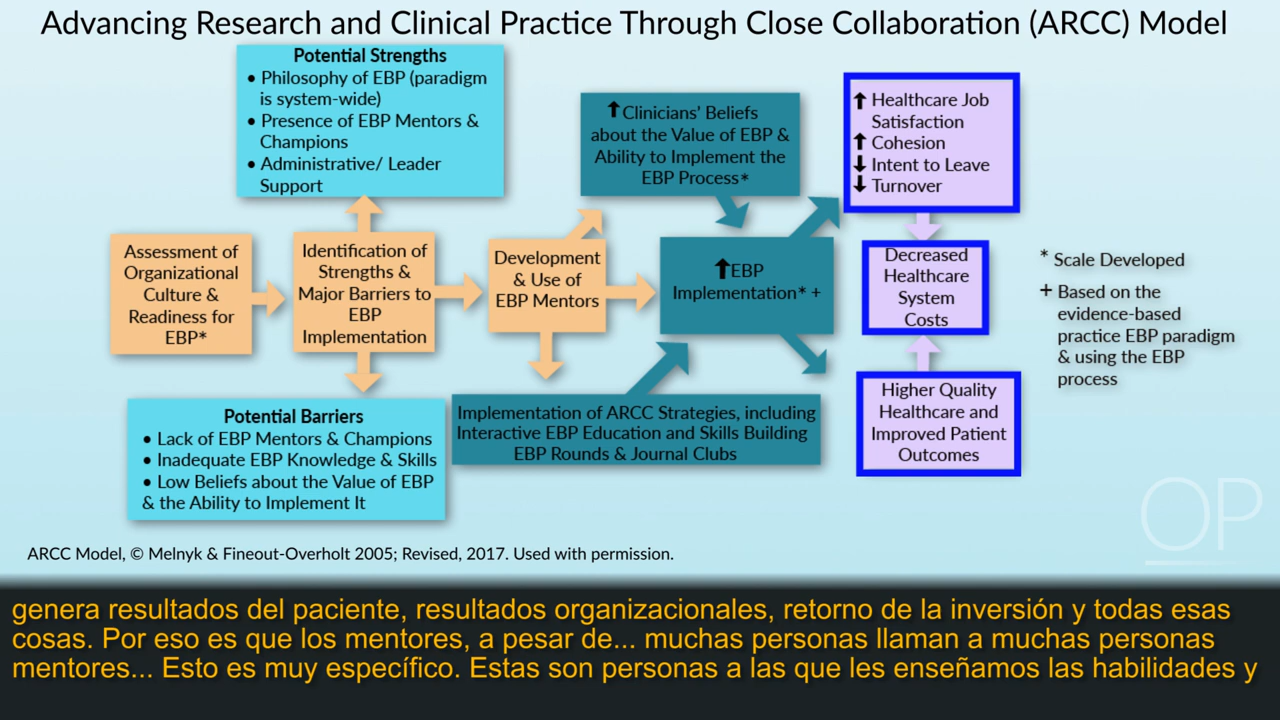 Advancing Research and Clinical Practice Through Close Collaboration (ARCC) Model
Potential Strengths
• Philosophy of EBP (paradigm
is system-wide)
• Presence of EBP Mentors &
Champions
• Administrative/ Leader
Support
Assessment of
Organizational
Culture &
Readiness for
EBP*
Identification of
Strengths &
Major Barriers to
EBP
Implementation
Potential Barriers
• Lack of EBP Mentors & Champions
• Inadequate EBP Knowledge & Skills
• Low Beliefs about the Value of EBP
& the Ability to Implement It
Development
& Use of
EBP Mentors
↑Clinicians' Beliefs
about the Value of EBP &
Ability to Implement the
EBP Process*
↑EBP
Implementation* +
Implementation of ARCC Strategies, including
Interactive EBP Education and Skills Building
EBP Rounds & Journal Clubs
↑ Healthcare Job
Satisfaction
↑ Cohesion
↓ Intent to Leave
↓ Turnover
Decreased
Healthcare
System
Costs
Higher Quality
Healthcare and
Improved Patient
Outcomes
* Scale Developed
+ Based on the
evidence-based
practice EBP paradigm
& using the EBP
process
OP
ARCC Model, © Melnyk & Fineout-Overholt 2005; Revised, 2017. Used with permission.
genera resultados del paciente, resultados organizacionales, retorno de la inversión y todas esas
cosas. Por eso es que los mentores, a pesar de... muchas personas llaman a muchas personas
mentores... Esto es muy específico. Estas son personas a las que les enseñamos las habilidades y